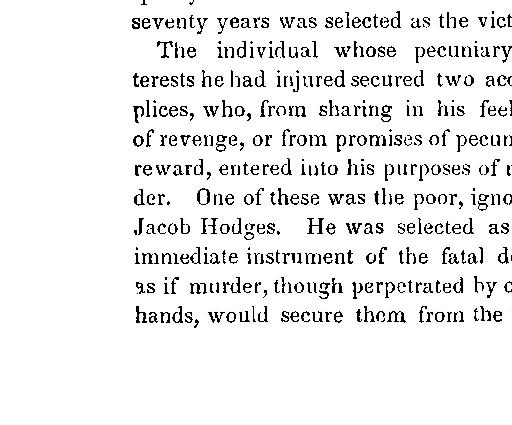 seventy years was selected as the vict
The individual whose pecuniary
terests he had injured secured two acc
plices, who, from sharing in his feel
of revenge, or from promises of pecun
reward, entered into his purposes of
der. One of these was the poor, igno
Jacob Hodges. He was selected as
immediate instrument of the fatal d
as if murder, though perpetrated by
hands, would secure them from the